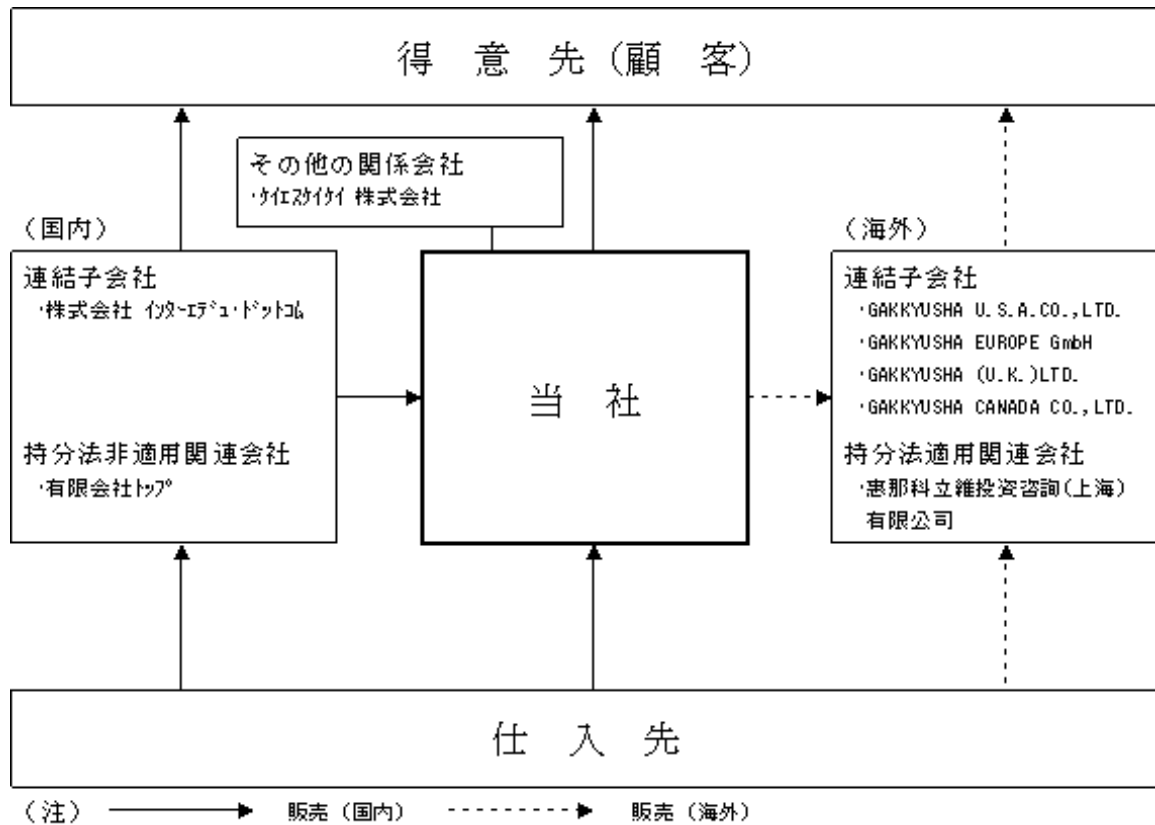 得 意 先 (顧 客)
その他の関係会社
・ｹｲｴｽｹｲｹｲ 株式会社
(国内)
連結子会社
・株式会社 ｲﾝﾀｰｴﾃﾞｭ・ﾄﾞｯﾄｺﾑ
持分法非適用関連会社
・有限会社ﾄｯﾌﾟ
当 社
(海外)
連結子会社
・GAKKYUSHA U.S.A.CO.,LTD.
・GAKKYUSHA EUROPE GmbH
・GAKKYUSHA (U.K.)LTD.
・GAKKYUSHA CANADA CO.,LTD.
持分法適用関連会社
・惠那科立維投資咨詢(上海)
有限公司
仕 入 先
(注) 販売 (国内) 販売 (海外)